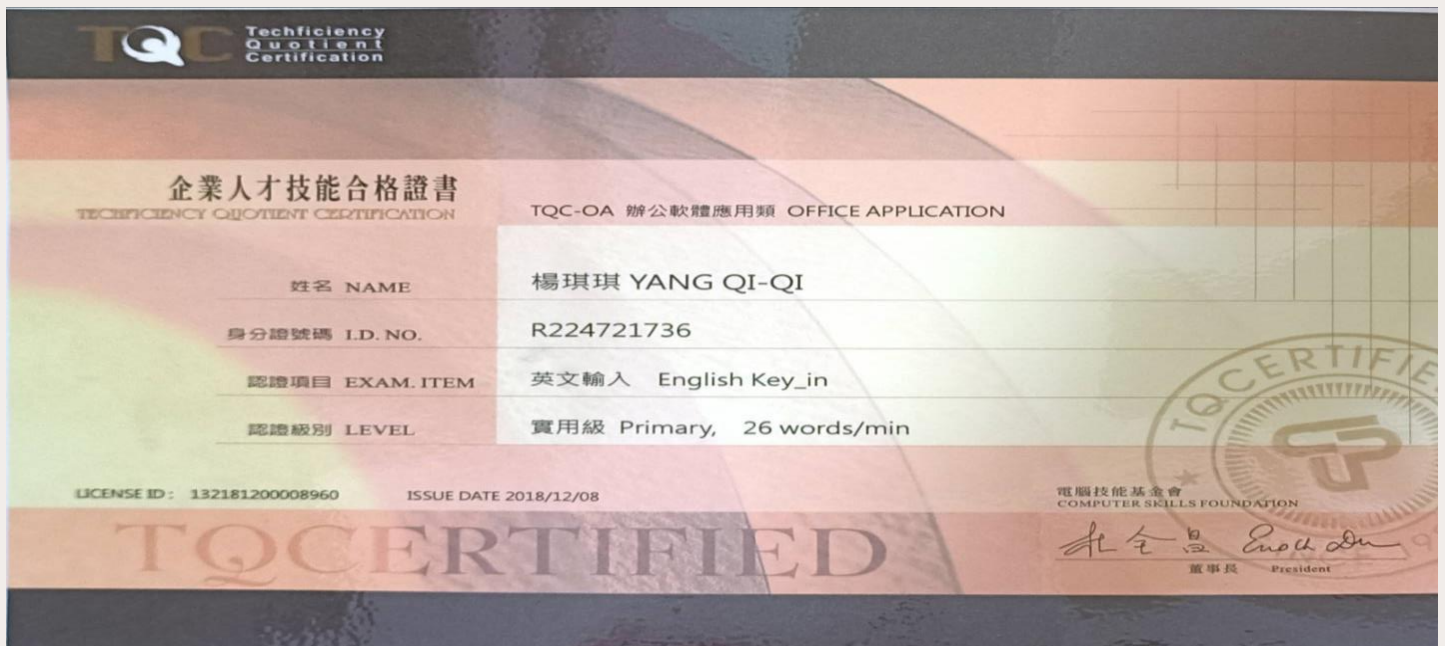 TQC Techficiency
Quotient
Certification
企業人才技能合格證書
TECHFICIENCY QUOTIENT CERTIFICATION
TQC-OA 辦公軟體應用類 OFFICE APPLICATION
姓名 NAME 楊琪琪 YANG QI-QI
身分證號碼 I.D. NO. R224721736
認證項目 EXAM. ITEM 英文輸入 English Key_in
認證級別 LEVEL 實用級 Primary, 26 words/min
LICENSE ID : 132181200008960 ISSUE DATE 2018/12/08
TQCERTIFIED
TQCERTIFIE
電腦技能基金會
COMPUTER SKILLS FOUNDATION
董事長 President